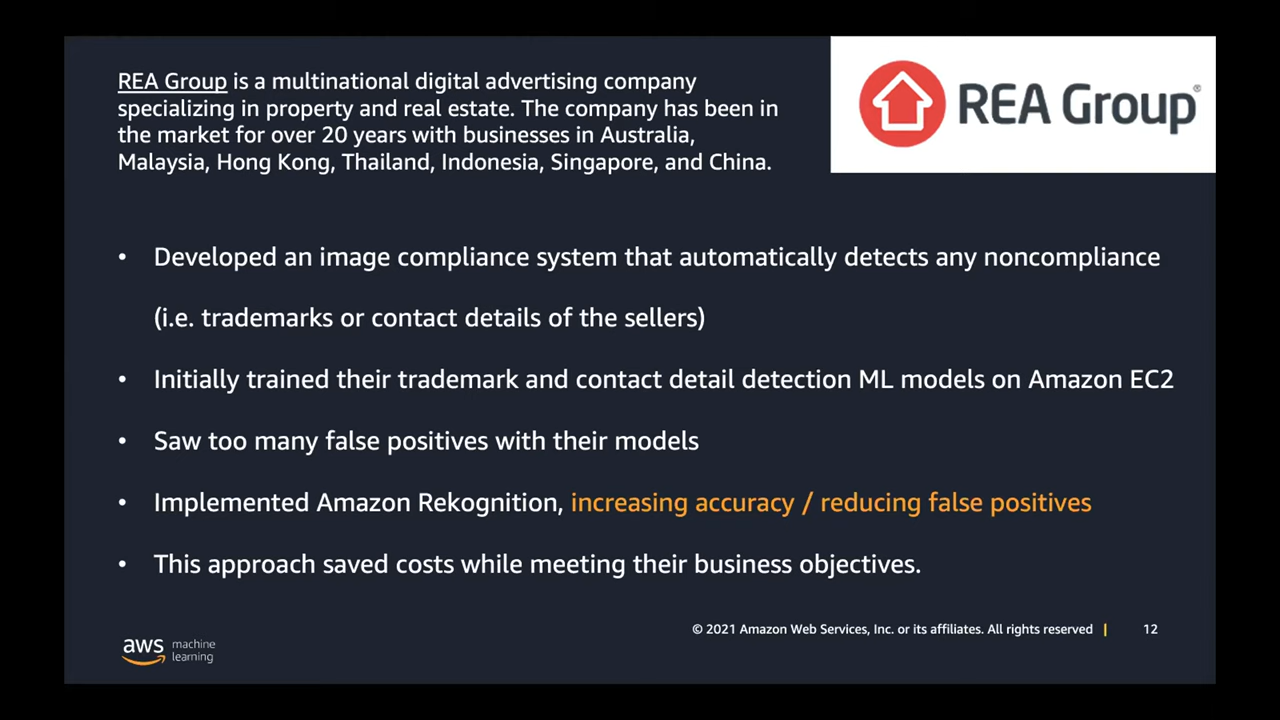 REA Group is a multinational digital advertising company
specializing in property and real estate. The company has been in
the market for over 20 years with businesses in Australia,
Malaysia, Hong Kong, Thailand, Indonesia, Singapore, and China.
REA Group®
• Developed an image compliance system that automatically detects any noncompliance
(i.e. trademarks or contact details of the sellers)
• Initially trained their trademark and contact detail detection ML models on Amazon EC2
• Saw too many false positives with their models
• Implemented Amazon Rekognition, increasing accuracy / reducing false positives
• This approach saved costs while meeting their business objectives.
© 2021 Amazon Web Services, Inc. or its affiliates. All rights reserved | 12
aws machine
learning